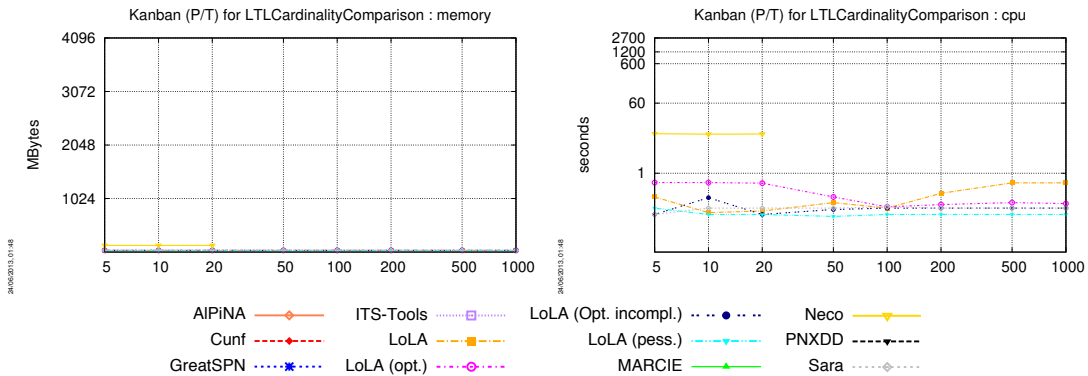 Kanban (P/T) for LTLCardinalityComparison : memory
4096
3072
2048
1024
MBytes
5 10 20 50 100 200 500 1000
24/06/2013, 01:48
Kanban (P/T) for LTLCardinalityComparison : cpu
2700
1200
600
60
1
seconds
5 10 20 50 100 200 500 1000
24/06/2013, 01:48
AlPiNA
Cunf
GreatSPN
ITS-Tools
LoLA
LoLA (opt.)
LoLA (Opt. incompl.)
LoLA (pess.)
MARCIE
Neco
PNXDD
Sara